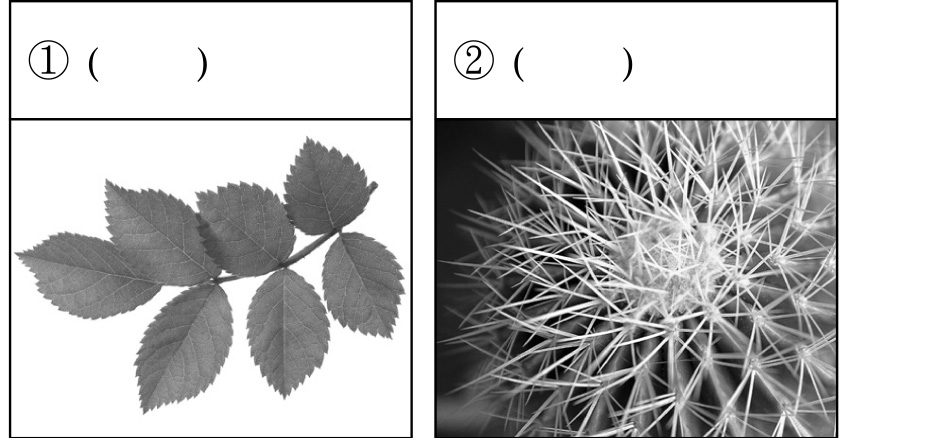 ① (          )
② (          )